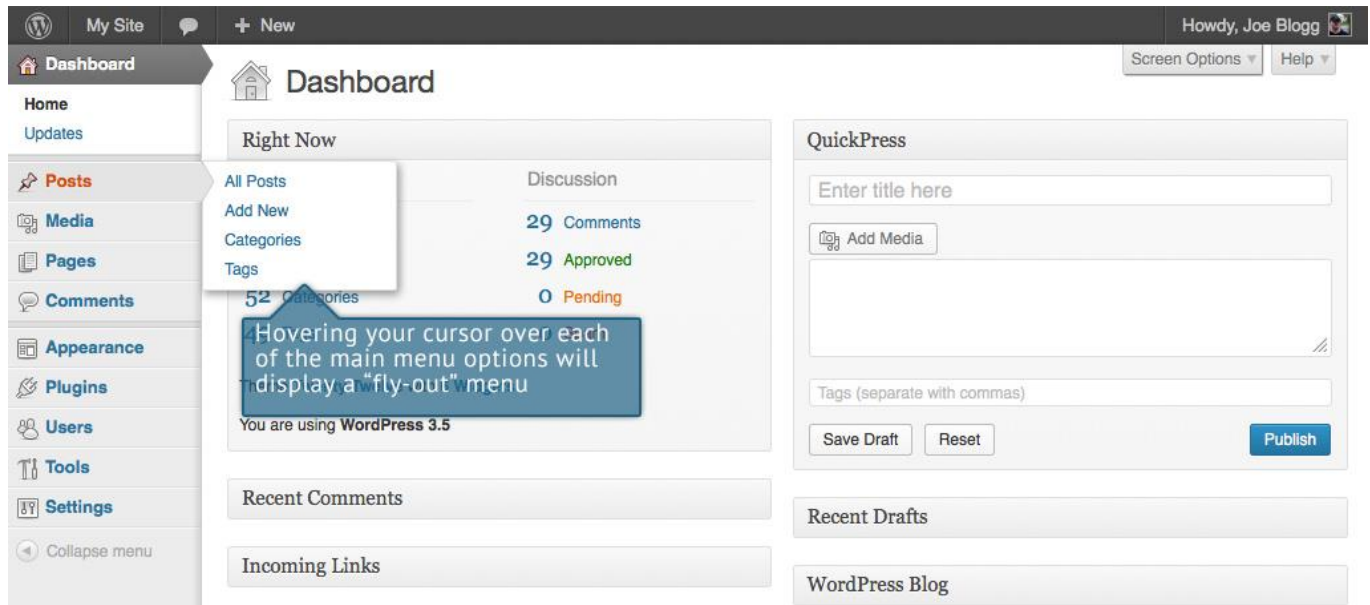 My Site
+ New
Howdy, Joe Blogg
Dashboard
Home
Updates
Posts
Media
Pages
Comments
Appearance
Plugins
Users
Tools
Settings
Collapse menu
Screen Options
Help
Dashboard
Right Now
All Posts
Add New
Categories
Tags
Discussion
29 Comments
29 Approved
0 Pending
52 Categories
Hovering your cursor over each
of the main menu options will
display a “fly-out” menu
You are using WordPress 3.5
Recent Comments
Incoming Links
QuickPress
Enter title here
Add Media
Tags (separate with commas)
Save Draft
Reset
Publish
Recent Drafts
WordPress Blog